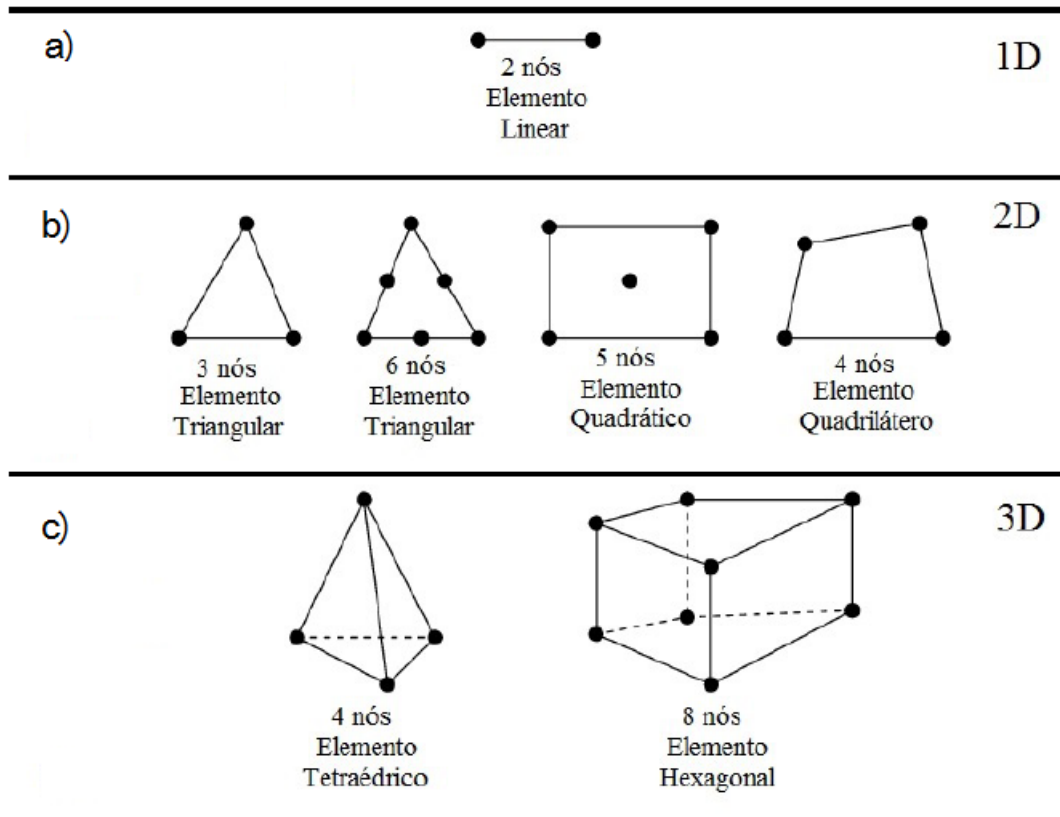 a)
1D
2 nós
Elemento
Linear
b)
2D
3 nós
Elemento
Triangular
6 nós
Elemento
Triangular
5 nós
Elemento
Quadrático
4 nós
Elemento
Quadrilátero
c)
3D
4 nós
Elemento
Tetraédrico
8 nós
Elemento
Hexagonal